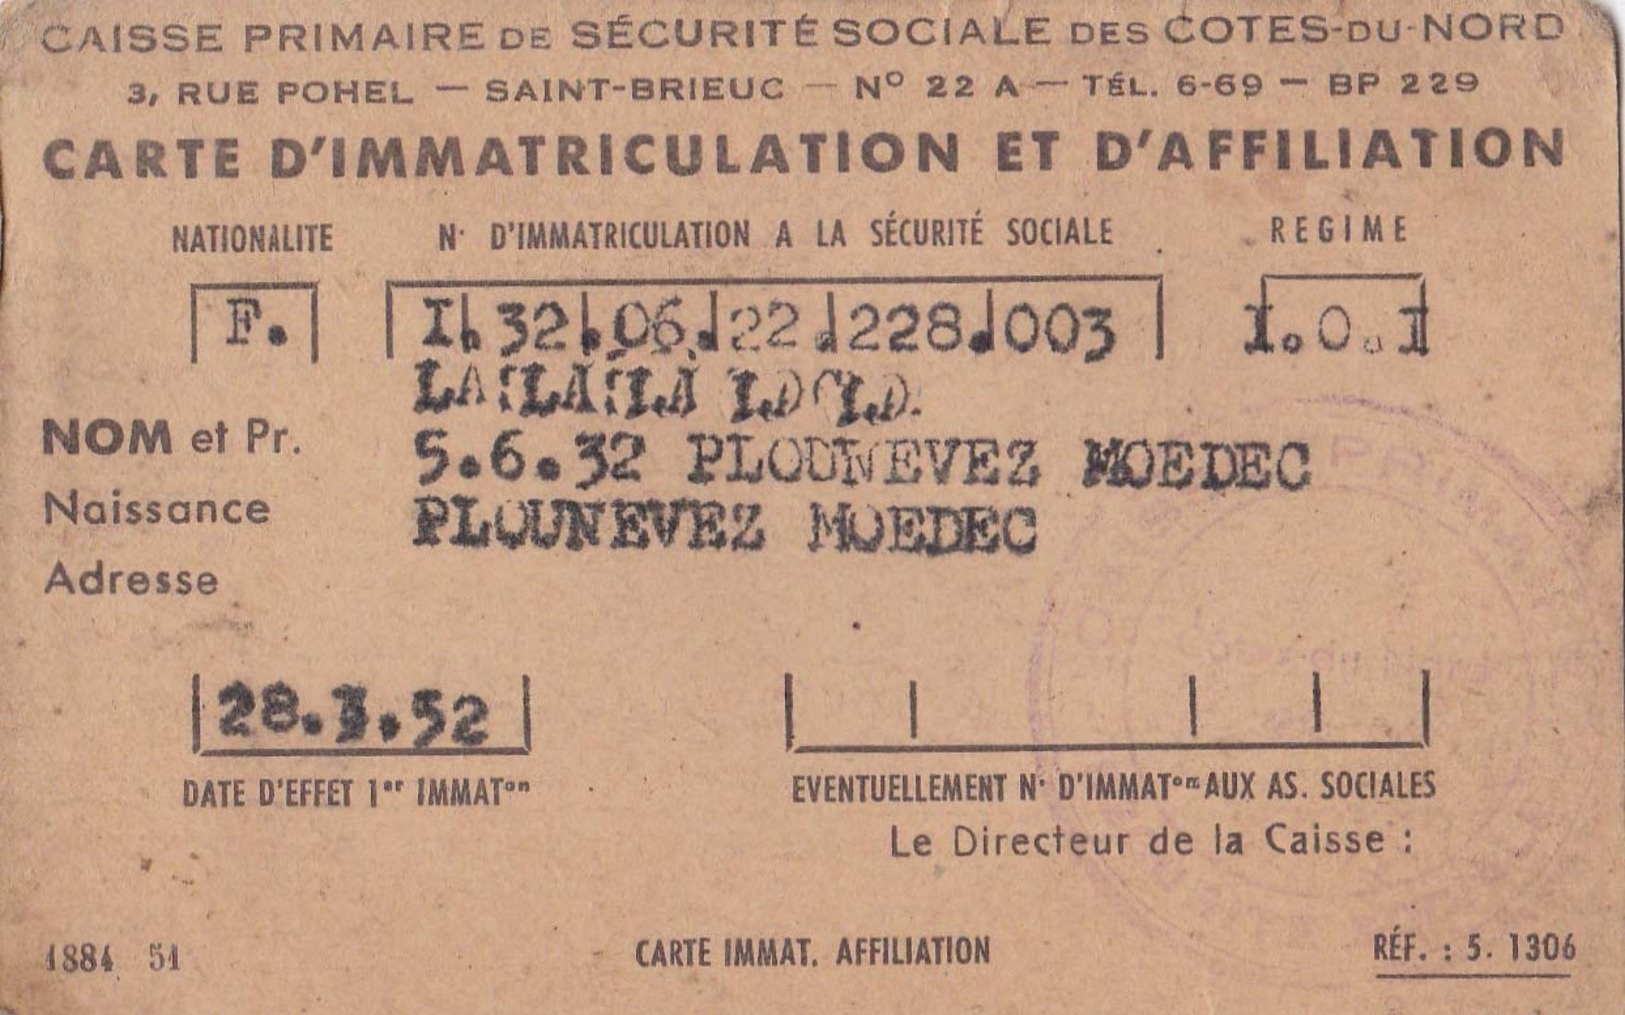 CAISSE PRIMAIRE DE SÉCURITÉ SOCIALE DES COTES-DU-NORD
3, RUE POHEL — SAINT-BRIEUC — Nº 22 A — TÉL. 6-69 — BP 229
CARTE D'IMMATRICULATION ET D'AFFILIATION
NATIONALITE N· D'IMMATRICULATION A LA SÉCURITÉ SOCIALE REGIME
F. I. 32. 06. 22. 228. 003 I.0.I
NOM et Pr.
5.6.32 PLOUNEVEZ MOEDEC
Naissance PLOUNEVEZ MOEDEC
Adresse
28.3.52
DATE D'EFFET 1er IMMATon EVENTUELLEMENT N· D'IMMATon AUX AS. SOCIALES
Le Directeur de la Caisse :
1884 51 CARTE IMMAT. AFFILIATION RÉF. : 5. 1306